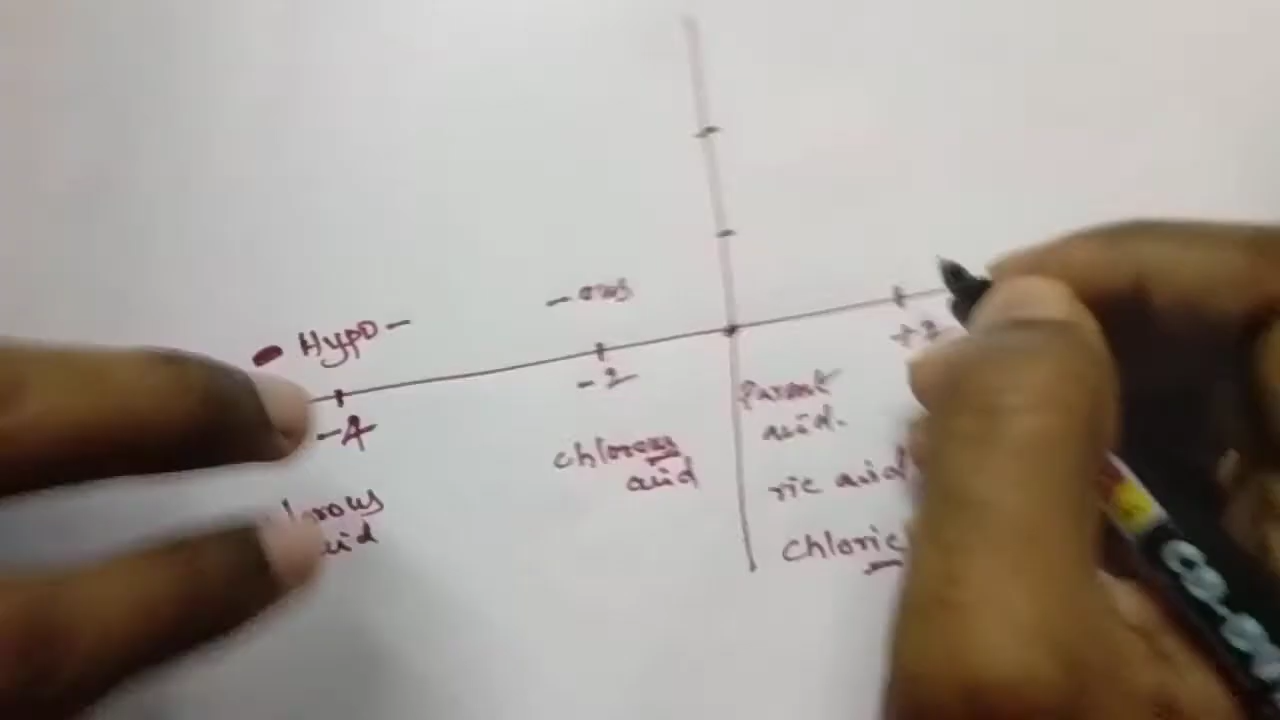 - ous
Hypo -
-4
-2
+2
Parent
acid.
chlorous
acid
ric acid
chloric